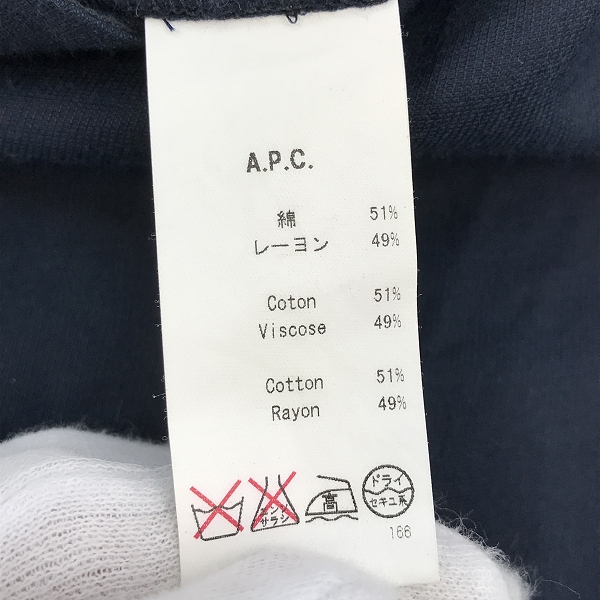 A.P.C.
綿 51%
レーヨン 49%
Coton 51%
Viscose 49%
Cotton 51%
Rayon 49%
エンソ
サラシ
高
ドライ
セキユ系
166